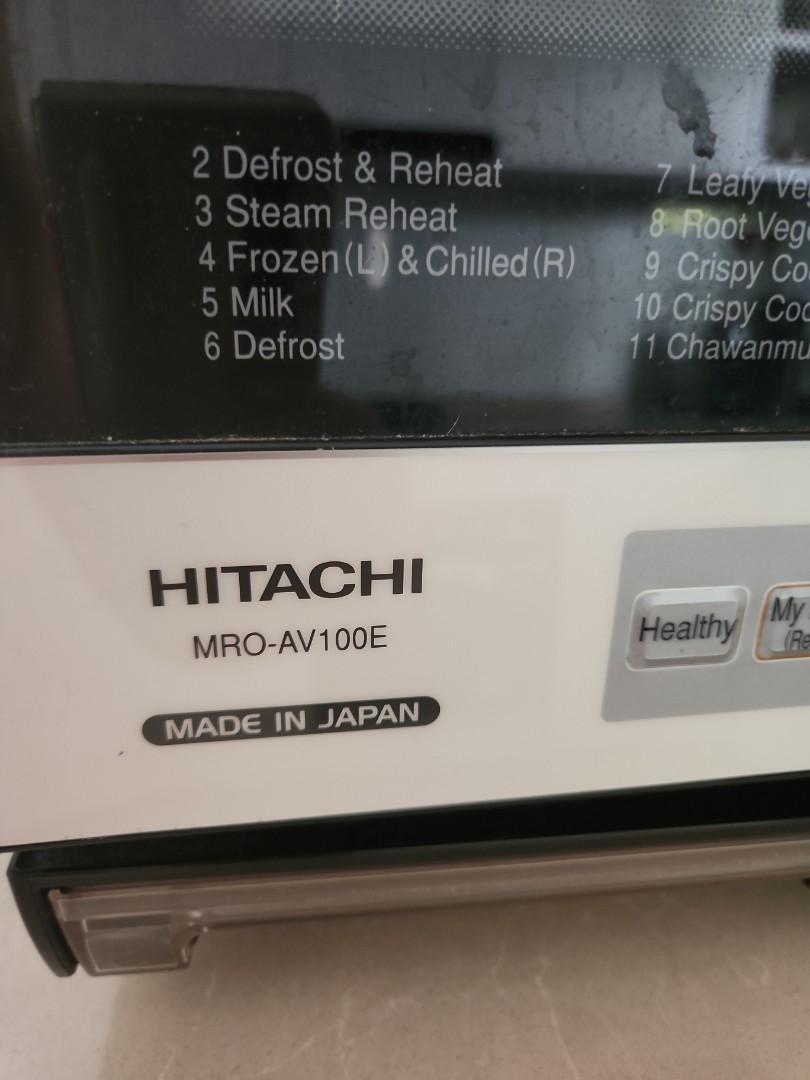 2 Defrost & Reheat
3 Steam Reheat
4 Frozen(L) & Chilled(R)
5 Milk
6 Defrost
7 Leafy
8 Root
9 Crispy
10 Crispy
11
HITACHI
MRO-AV100E
MADE IN JAPAN
Healthy
My